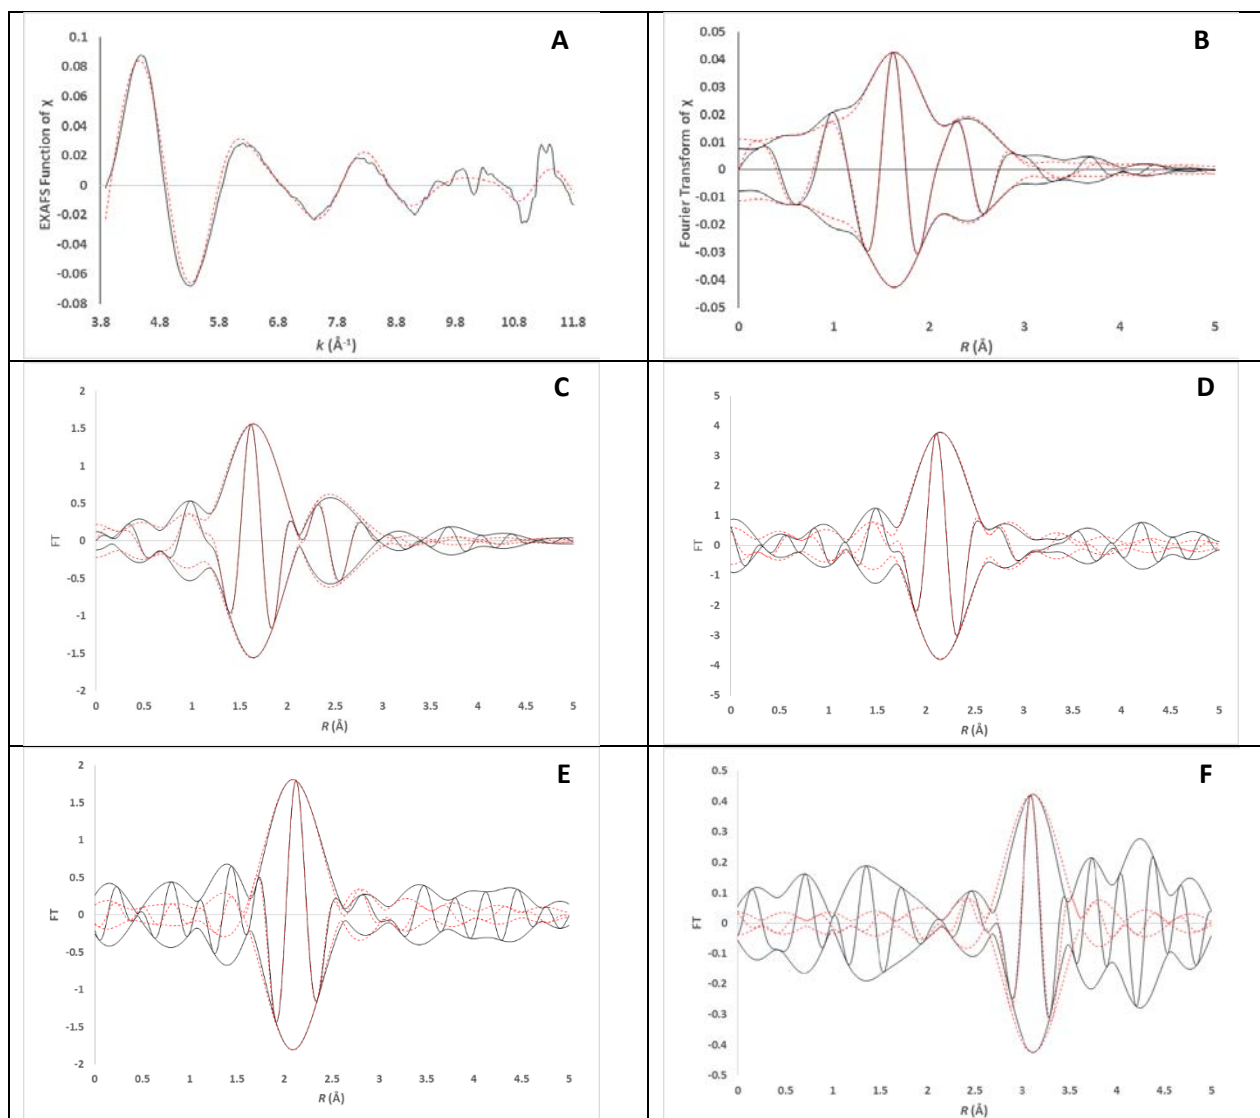 A
0.1
0.08
0.06
0.04
0.02
0
-0.02
-0.04
-0.06
-0.08
EXAFS Function of χ
3.8 4.8 5.8 6.8 7.8 8.8 9.8 10.8 11.8
k (Å-1)
B
0.05
0.04
0.03
0.02
0.01
0
-0.01
-0.02
-0.03
-0.04
-0.05
Fourier Transform of χ
0 1 2 3 4 5
R (Å)
C
2
1.5
1
0.5
0
-0.5
-1
-1.5
-2
FT
0 0.5 1 1.5 2 2.5 3 3.5 4 4.5 5
R (Å)
D
5
4
3
2
1
0
-1
-2
-3
-4
-5
FT
0 0.5 1 1.5 2 2.5 3 3.5 4 4.5 5
R (Å)
E
2
1.5
1
0.5
0
-0.5
-1
-1.5
-2
FT
0 0.5 1 1.5 2 2.5 3 3.5 4 4.5 5
R (Å)
F
0.5
0.4
0.3
0.2
0.1
0
-0.1
-0.2
-0.3
-0.4
-0.5
FT
0 0.5 1 1.5 2 2.5 3 3.5 4 4.5 5
R (Å)